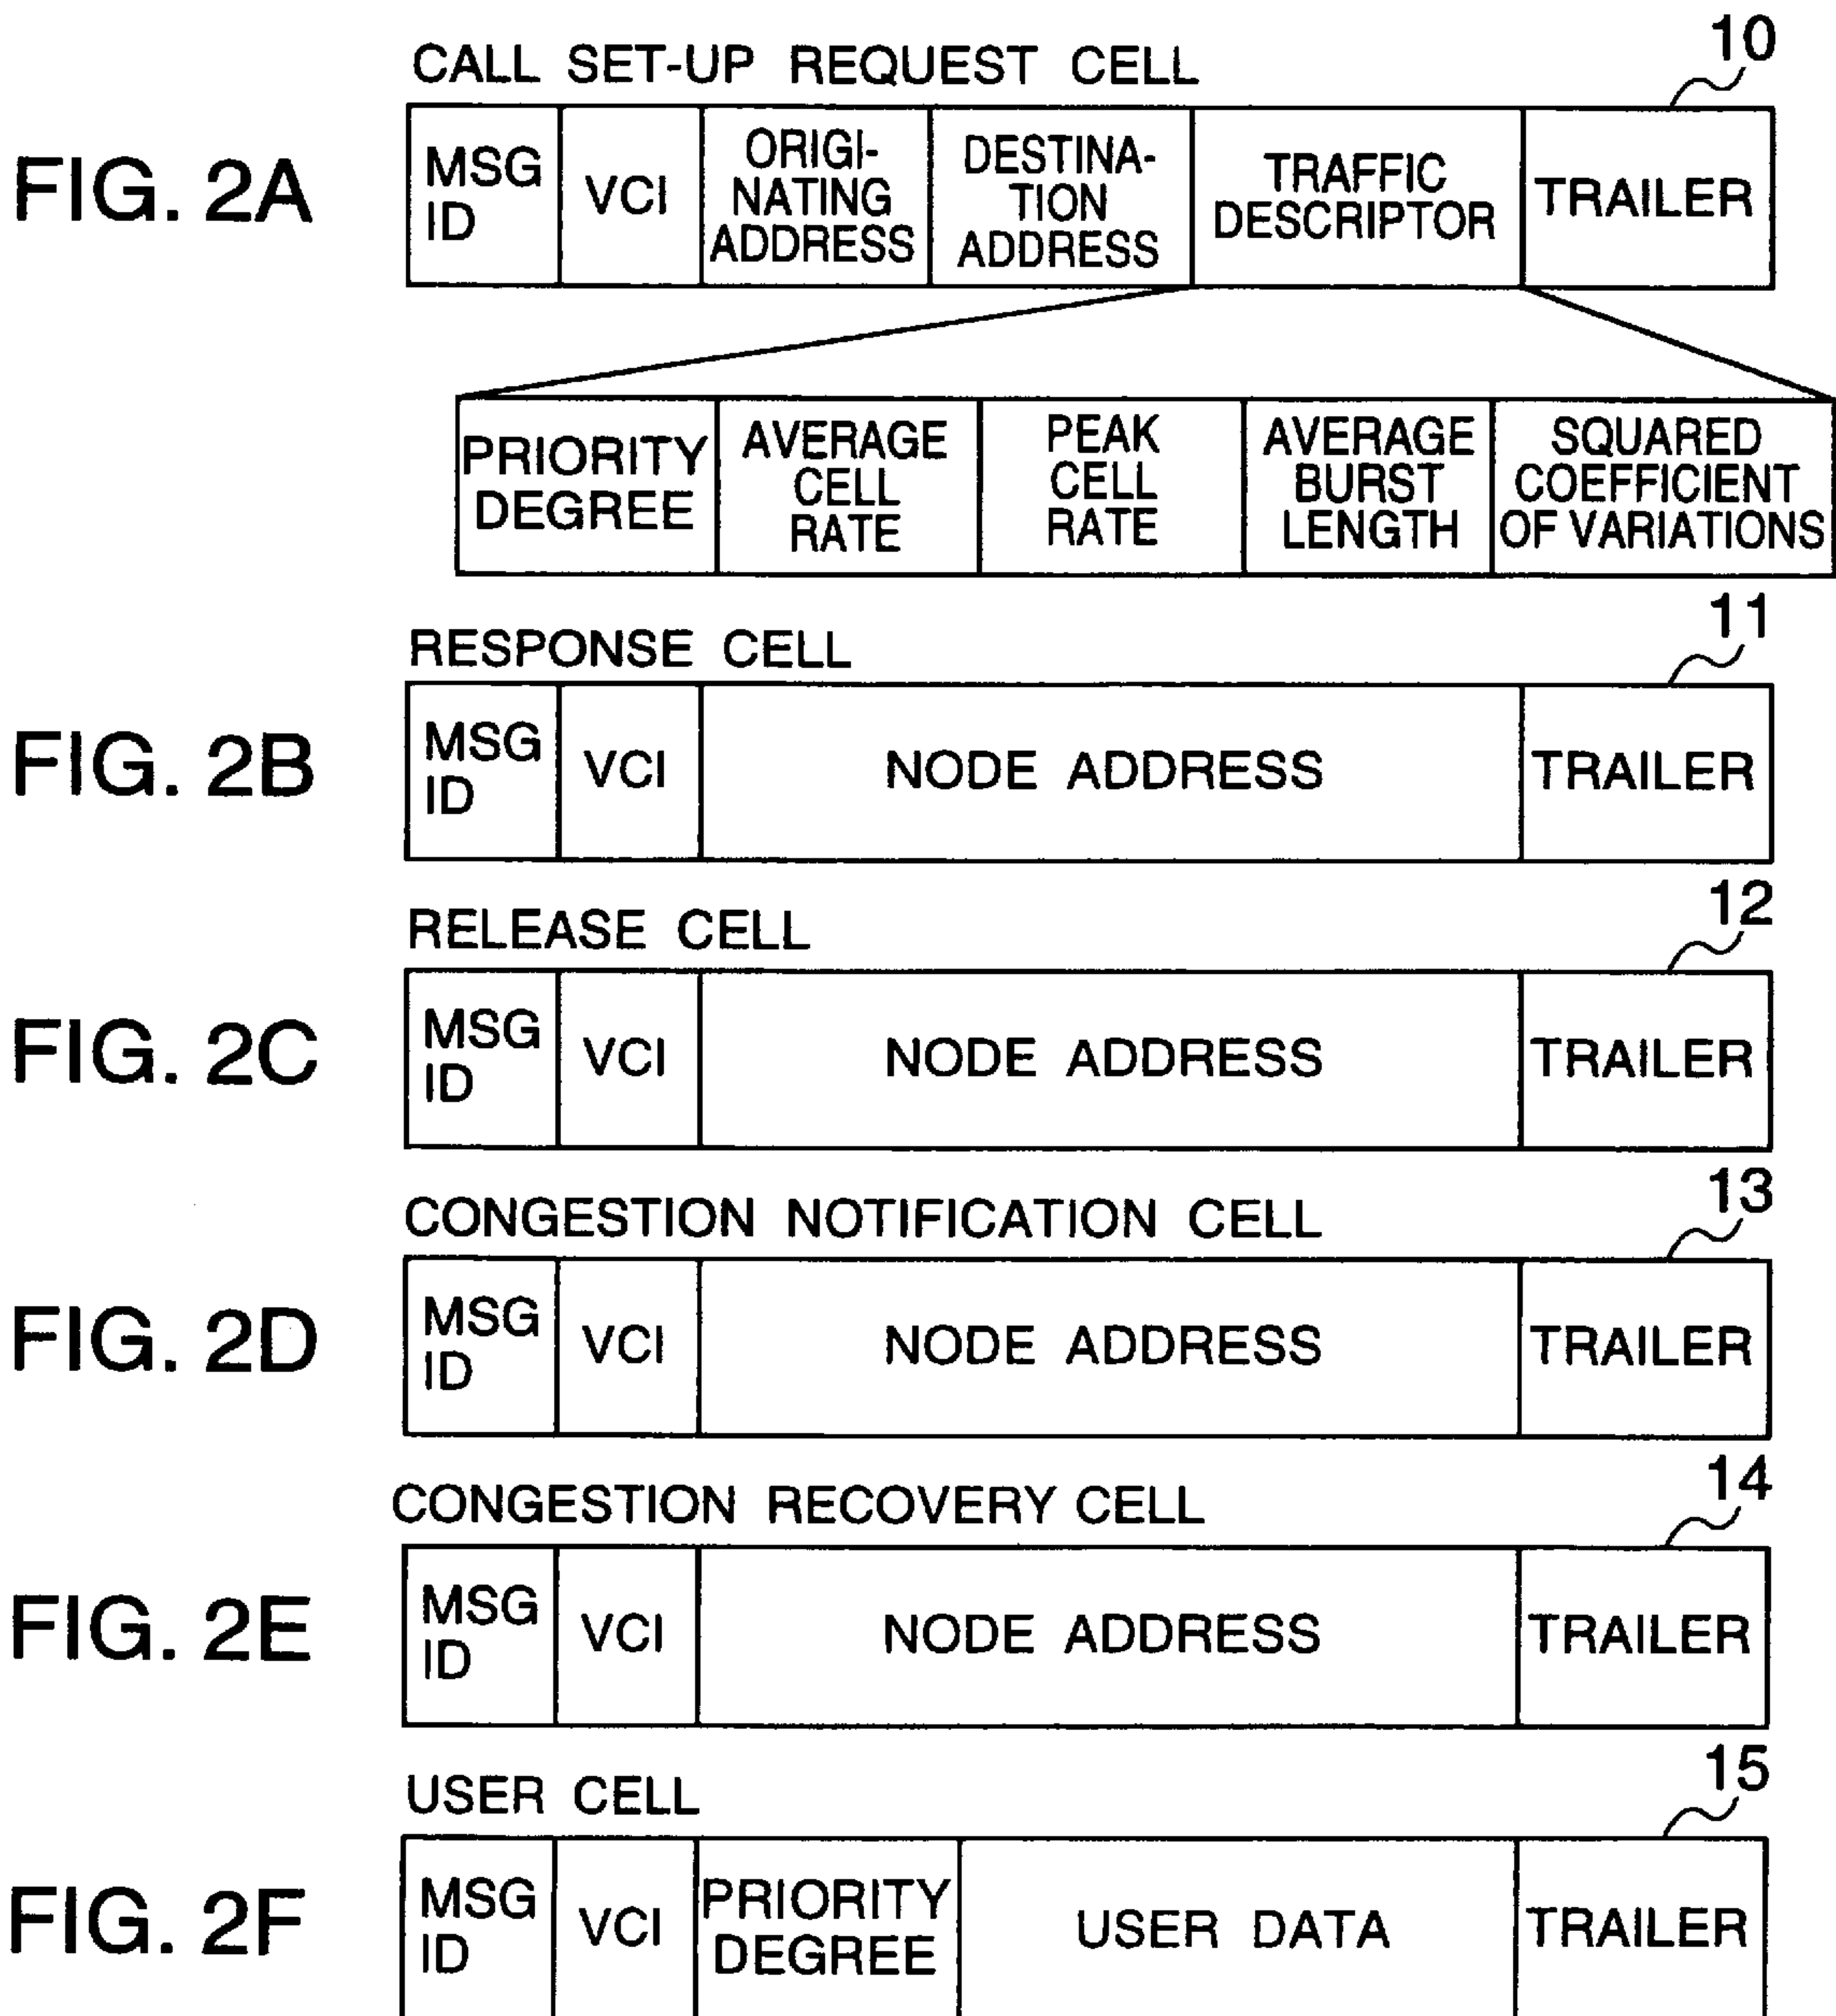 10
CALL SET-UP REQUEST CELL
FIG. 2A
MSG
ID
VCI
ORIGI-
NATING
ADDRESS
DESTINA-
TION
ADDRESS
TRAFFIC
DESCRIPTOR
TRAILER
PRIORITY
DEGREE
AVERAGE
CELL
RATE
PEAK
CELL
RATE
AVERAGE
BURST
LENGTH
SQUARED
COEFFICIENT
OF VARIATIONS
11
RESPONSE CELL
FIG. 2B
MSG
ID
VCI
NODE ADDRESS
TRAILER
12
RELEASE CELL
FIG. 2C
MSG
ID
VCI
NODE ADDRESS
TRAILER
13
CONGESTION NOTIFICATION CELL
FIG. 2D
MSG
ID
VCI
NODE ADDRESS
TRAILER
14
CONGESTION RECOVERY CELL
FIG. 2E
MSG
ID
VCI
NODE ADDRESS
TRAILER
15
USER CELL
FIG. 2F
MSG
ID
VCI
PRIORITY
DEGREE
USER DATA
TRAILER